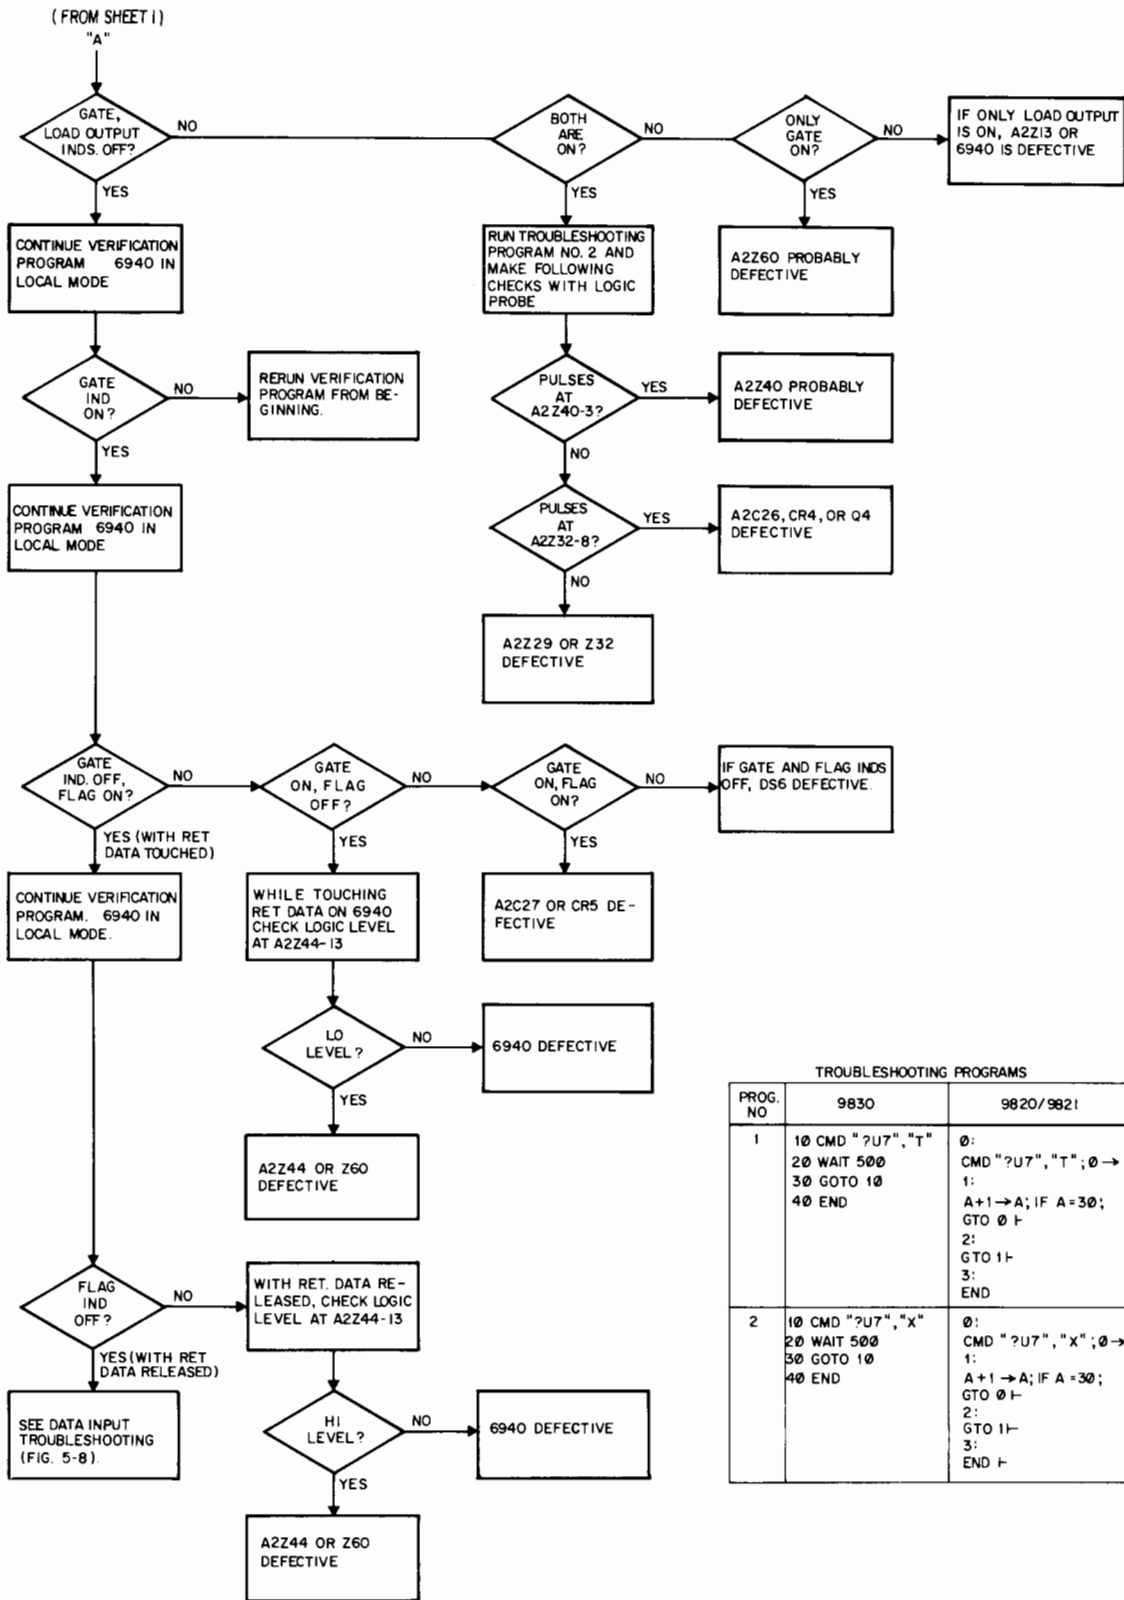 (FROM SHEET 1)
"A"
GATE,
LOAD OUTPUT
INDS. OFF?
NO
YES
BOTH
ARE
ON?
NO
YES
ONLY
GATE
ON?
NO
YES
IF ONLY LOAD OUTPUT
IS ON, A2Z13 OR
6940 IS DEFECTIVE
CONTINUE VERIFICATION
PROGRAM 6940 IN
LOCAL MODE
RUN TROUBLESHOOTING
PROGRAM NO. 2 AND
MAKE FOLLOWING
CHECKS WITH LOGIC
PROBE
A2Z60 PROBABLY
DEFECTIVE
GATE
IND
ON?
NO
YES
RERUN VERIFICATION
PROGRAM FROM BE-
GINNING.
PULSES
AT
A2Z40-3?
YES
NO
A2Z40 PROBABLY
DEFECTIVE
CONTINUE VERIFICATION
PROGRAM 6940 IN
LOCAL MODE
PULSES
AT
A2Z32-8?
YES
NO
A2C26, CR4, OR Q4
DEFECTIVE
A2Z29 OR Z32
DEFECTIVE
GATE
IND. OFF,
FLAG ON?
NO
YES (WITH RET
DATA TOUCHED)
GATE
ON, FLAG
OFF?
NO
YES
GATE
ON, FLAG
ON?
NO
YES
IF GATE AND FLAG INDS
OFF, DS6 DEFECTIVE.
CONTINUE VERIFICATION
PROGRAM. 6940 IN
LOCAL MODE.
WHILE TOUCHING
RET DATA ON 6940
CHECK LOGIC LEVEL
AT A2Z44-13
A2C27 OR CR5 DE-
FECTIVE
LO
LEVEL?
NO
YES
6940 DEFECTIVE
A2Z44 OR Z60
DEFECTIVE
FLAG
IND
OFF?
NO
YES (WITH RET
DATA RELEASED)
WITH RET. DATA RE-
LEASED, CHECK LOGIC
LEVEL AT A2Z44-13
SEE DATA INPUT
TROUBLESHOOTING
(FIG. 5-8).
HI
LEVEL?
NO
YES
6940 DEFECTIVE
A2Z44 OR Z60
DEFECTIVE
TROUBLESHOOTING PROGRAMS
PROG.
NO
9830
9820/9821
1
10 CMD "?U7","T"
20 WAIT 500
30 GOTO 10
40 END
0:
CMD "?U7","T";0→
1:
A+1→A; IF A=30;
GTO 0⊢
2:
GTO 1⊢
3:
END
2
10 CMD "?U7","X"
20 WAIT 500
30 GOTO 10
40 END
0:
CMD "?U7","X";0→
1:
A+1→A; IF A=30;
GTO 0⊢
2:
GTO 1⊢
3:
END ⊢